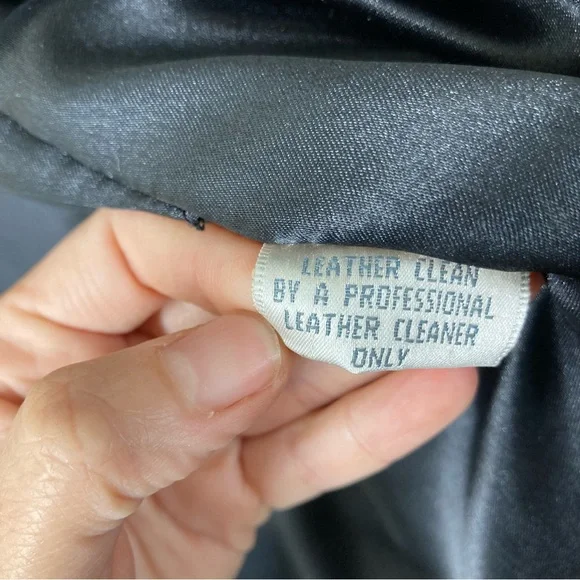 LEATHER CLEAN
BY A PROFESSIONAL
LEATHER CLEANER
ONLY